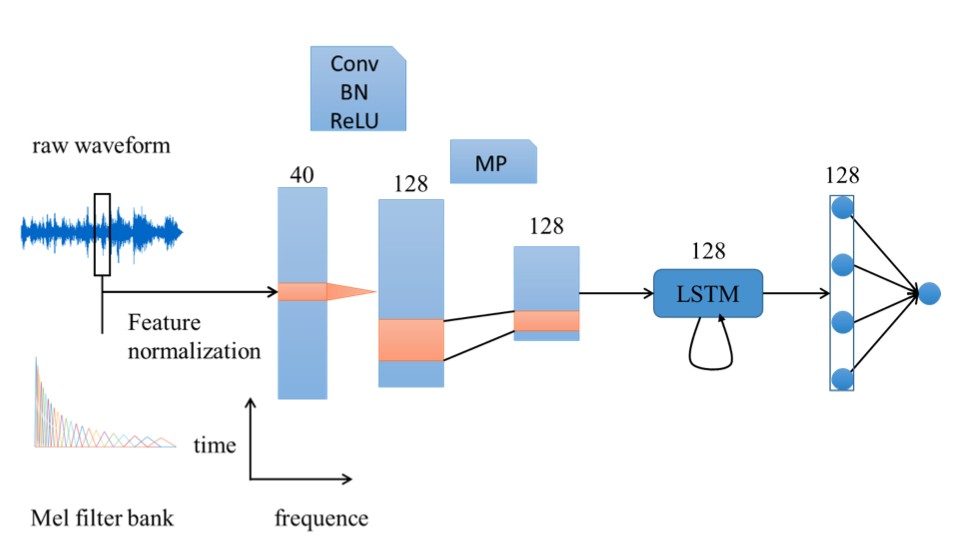 Conv
BN
ReLU
raw waveform
MP
40
128
128
128
128
LSTM
Feature
normalization
time
Mel filter bank
frequence